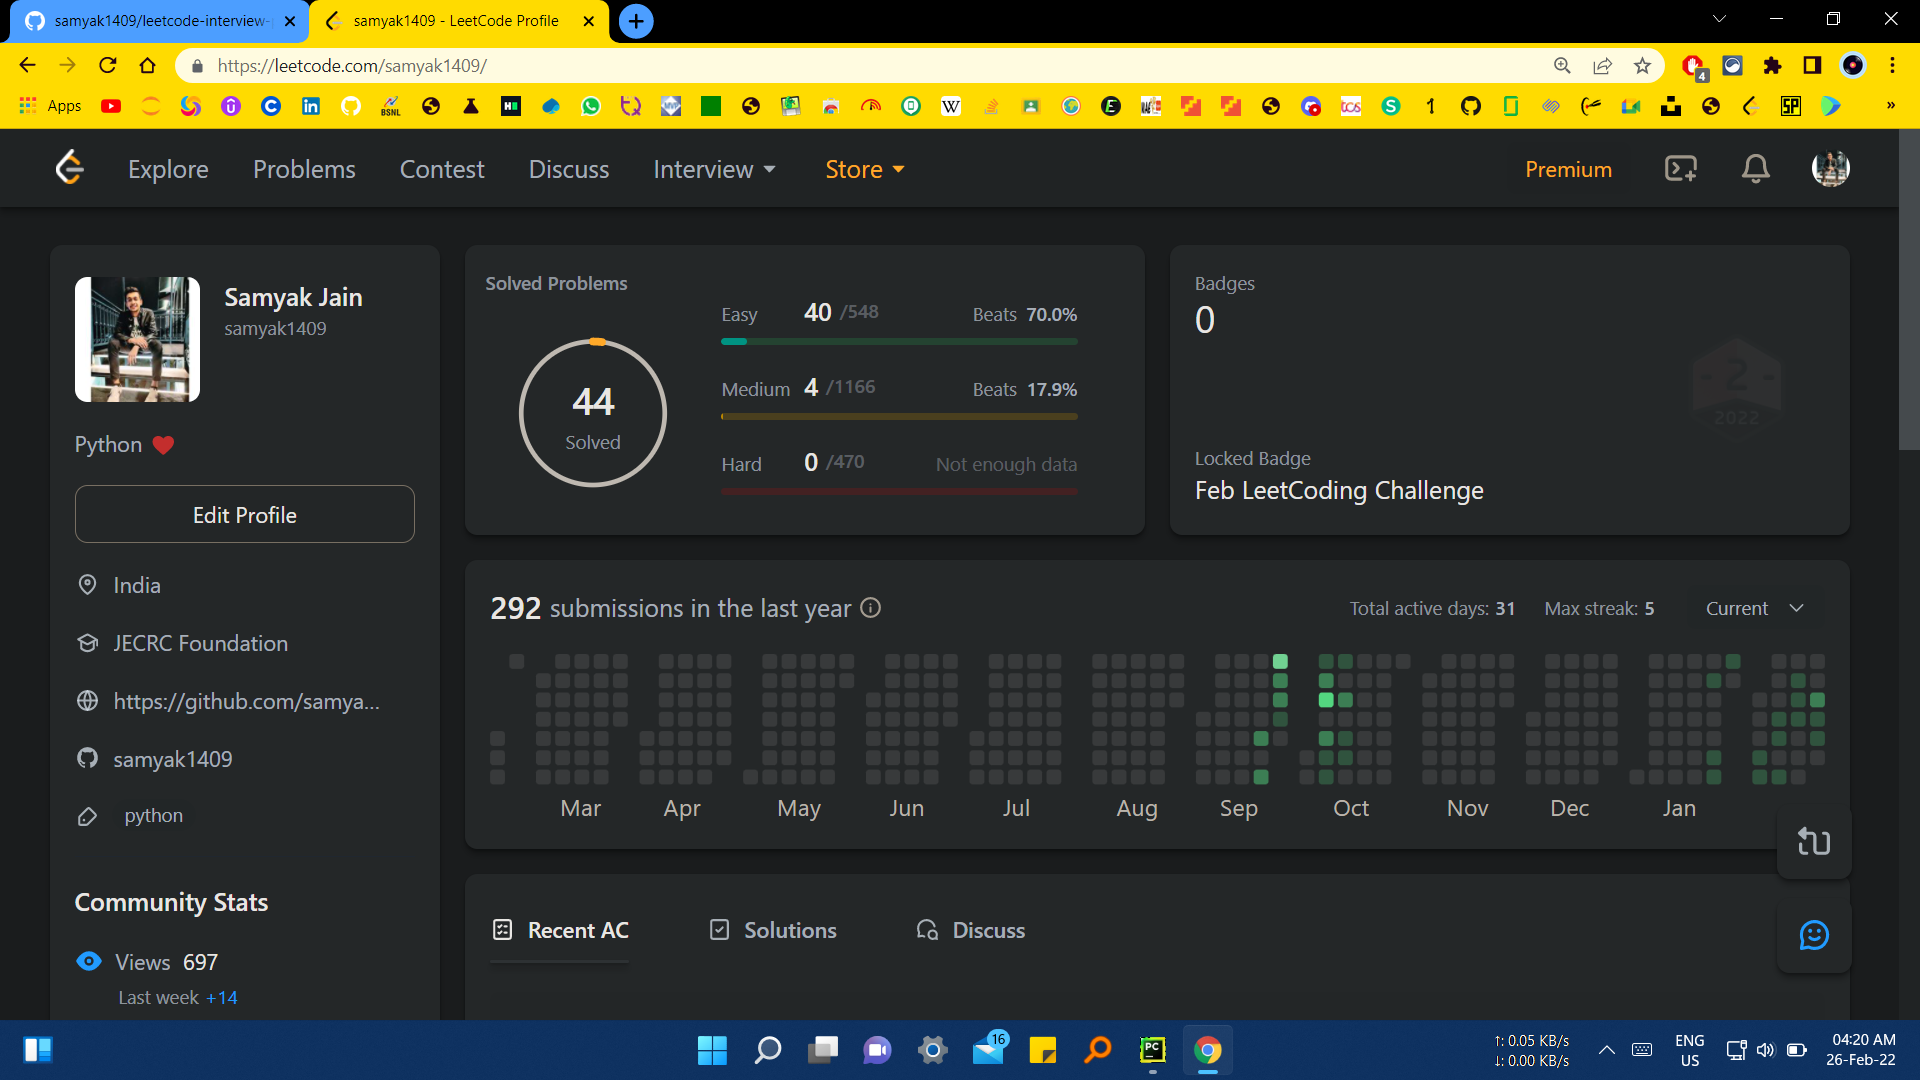 samyak1409/leetcode-interview-
samyak1409 - LeetCode Profile
https://leetcode.com/samyak1409/
4
Apps
BSNL
Explore
Problems
Contest
Discuss
Interview
Store
Premium
Samyak Jain
samyak1409
Python
Edit Profile
India
JECRC Foundation
https://github.com/samya...
samyak1409
python
Community Stats
Views 697
Last week +14
Solved Problems
44
Solved
Easy 40 /548 Beats 70.0%
Medium 4 /1166 Beats 17.9%
Hard 0 /470 Not enough data
Badges
0
2
2022
Locked Badge
Feb LeetCoding Challenge
292 submissions in the last year
Total active days: 31 Max streak: 5 Current
Mar Apr May Jun Jul Aug Sep Oct Nov Dec Jan
Recent AC
Solutions
Discuss
16
PC
↑: 0.05 KB/s
↓: 0.00 KB/s
ENG
US
04:20 AM
26-Feb-22